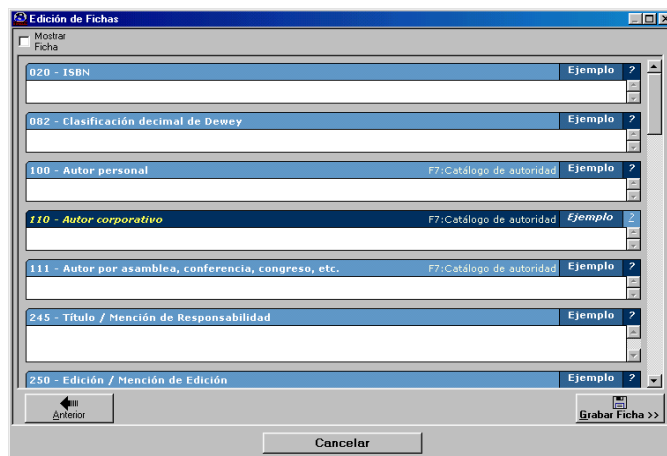 Edición de Fichas
Mostrar
Ficha
020 - ISBN Ejemplo ?
082 - Clasificación decimal de Dewey Ejemplo ?
100 - Autor personal F7:Catálogo de autoridad Ejemplo ?
110 - Autor corporativo F7:Catálogo de autoridad Ejemplo ?
111 - Autor por asamblea, conferencia, congreso, etc. F7:Catálogo de autoridad Ejemplo ?
245 - Título / Mención de Responsabilidad Ejemplo ?
250 - Edición / Mención de Edición Ejemplo ?
Anterior Grabar Ficha >>
Cancelar